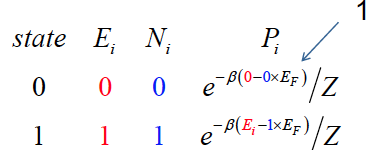 1
state E_i N_i P_i
0 0 0 e^{-β(0-0×E_F)}/Z
1 1 1 e^{-β(E_i-1×E_F)}/Z